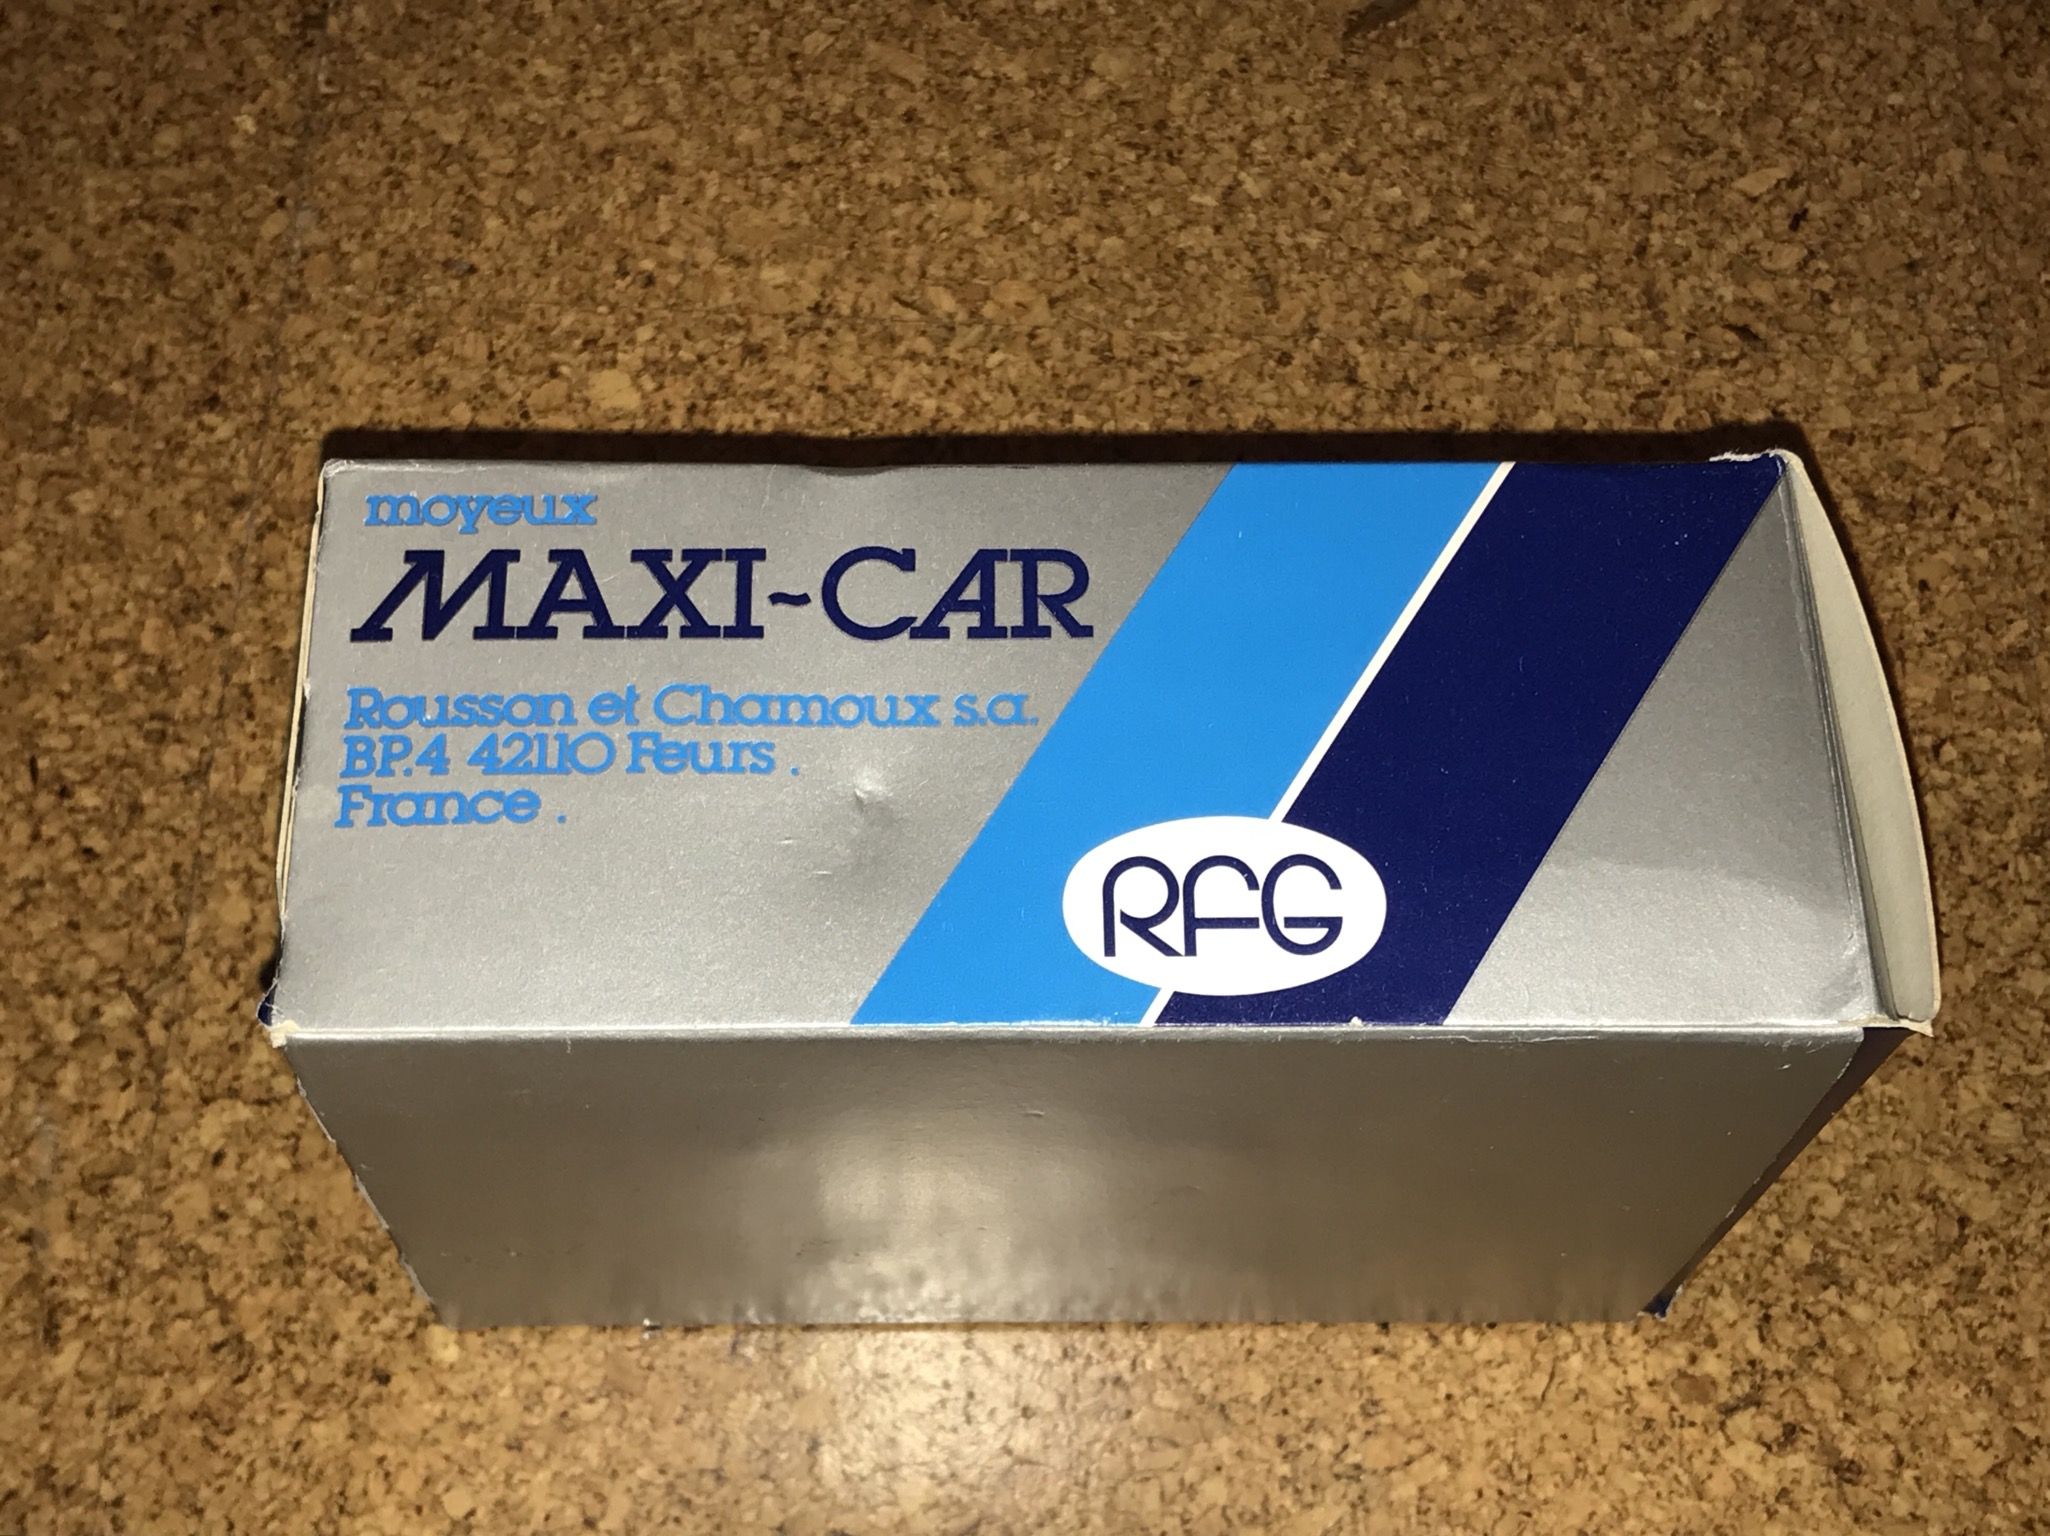 moyeux
MAXI~CAR
Rousson et Chamoux s.a.
BP.4 42110 Feurs .
France .
RFG